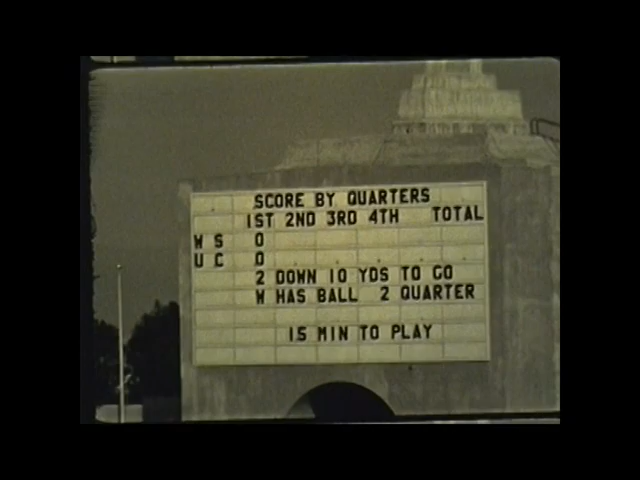 SCORE BY QUARTERS
1ST 2ND 3RD 4TH TOTAL
W S 0
U C 0
2 DOWN 10 YDS TO GO
W HAS BALL 2 QUARTER
15 MIN TO PLAY